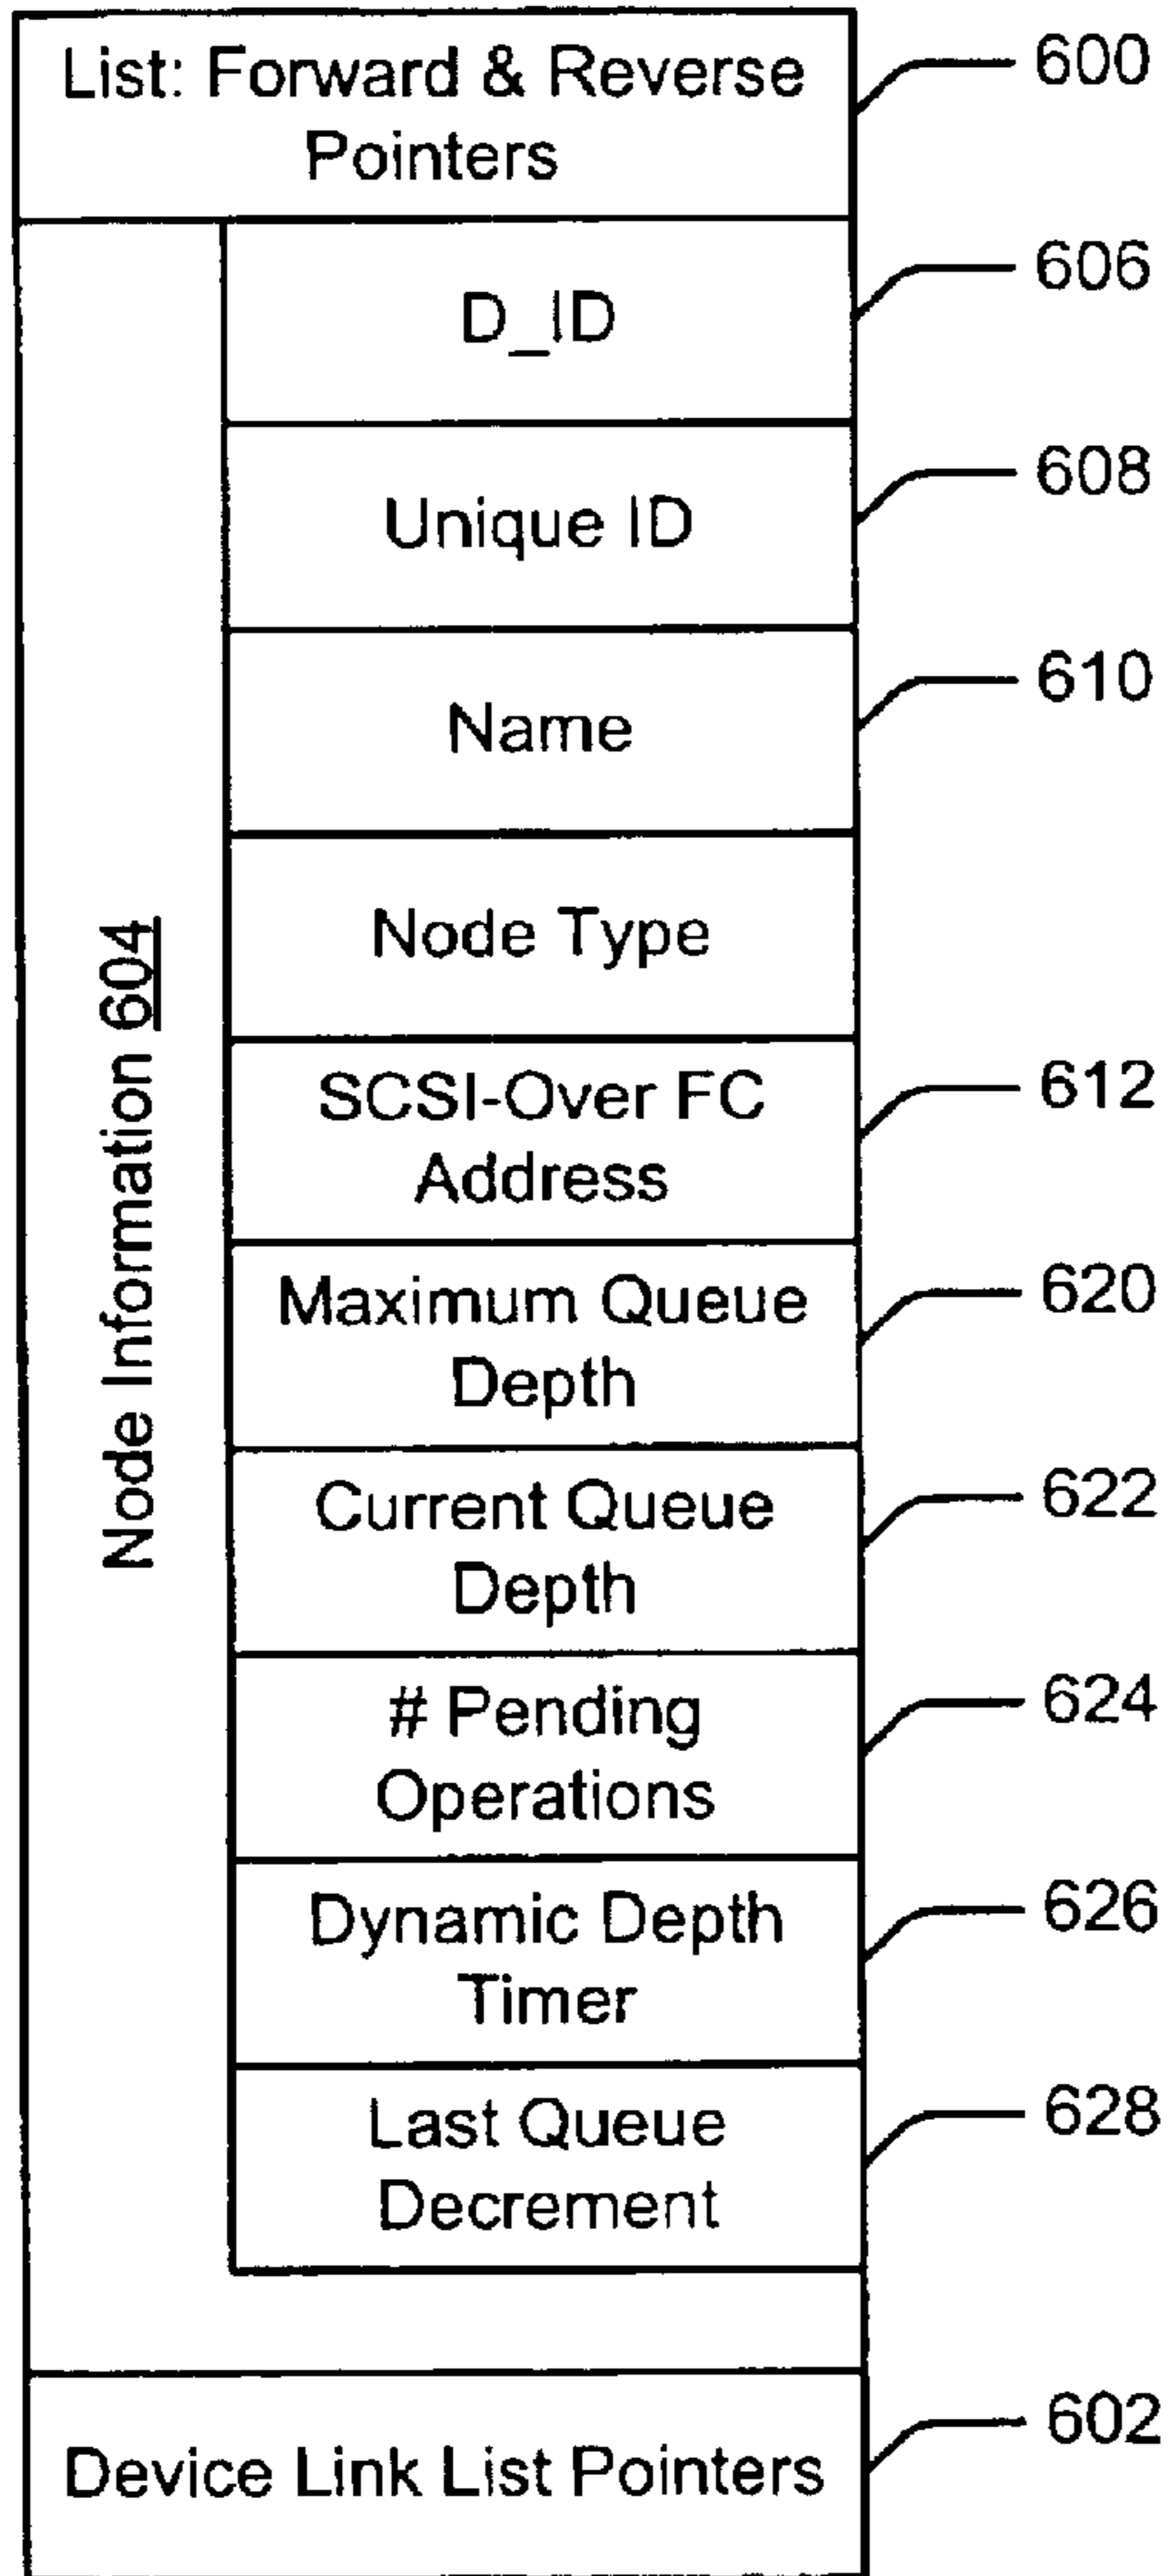 List: Forward & Reverse
Pointers
600
D_ID
606
Unique ID
608
Name
610
Node Type
SCSI-Over FC
Address
612
Maximum Queue
Depth
620
Current Queue
Depth
622
# Pending
Operations
624
Dynamic Depth
Timer
626
Last Queue
Decrement
628
Node Information 604
Device Link List Pointers
602